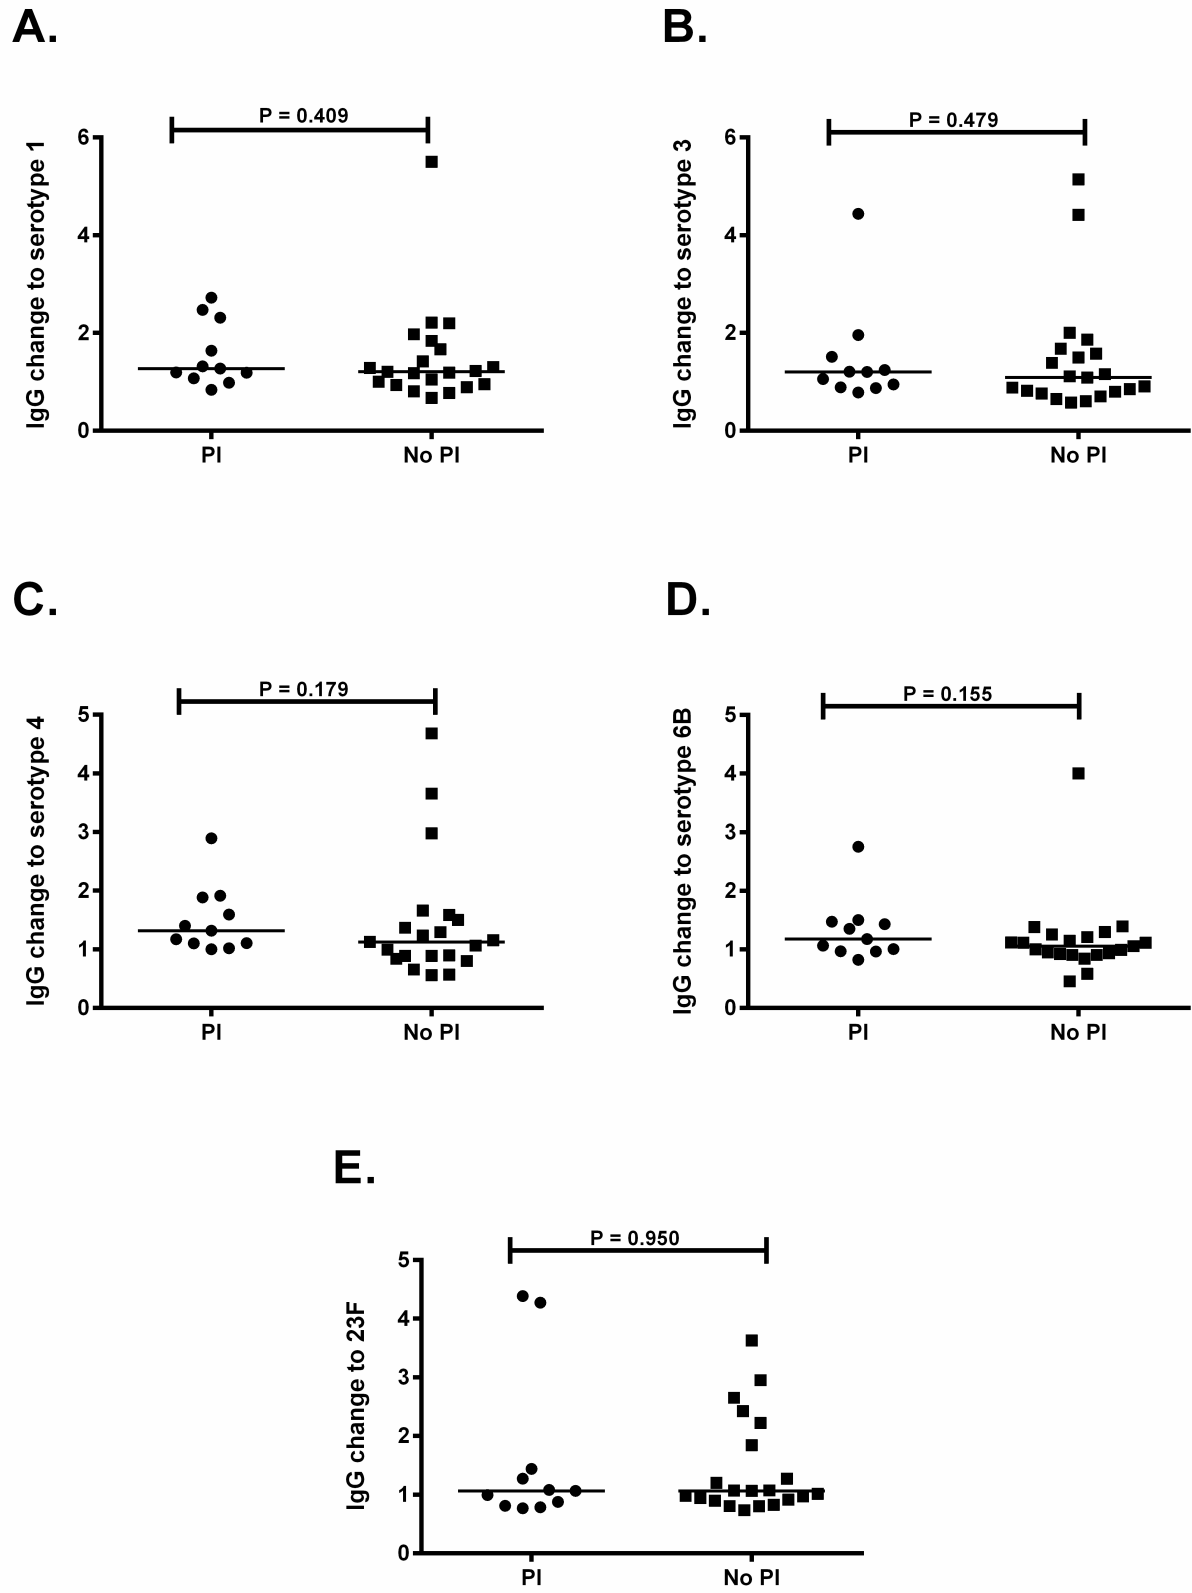 A.
P = 0.409
IgG change to serotype 1
6
4
2
0
PI
No PI
B.
P = 0.479
IgG change to serotype 3
6
4
2
0
PI
No PI
C.
P = 0.179
IgG change to serotype 4
5
4
3
2
1
0
PI
No PI
D.
P = 0.155
IgG change to serotype 6B
5
4
3
2
1
0
PI
No PI
E.
P = 0.950
IgG change to 23F
5
4
3
2
1
0
PI
No PI